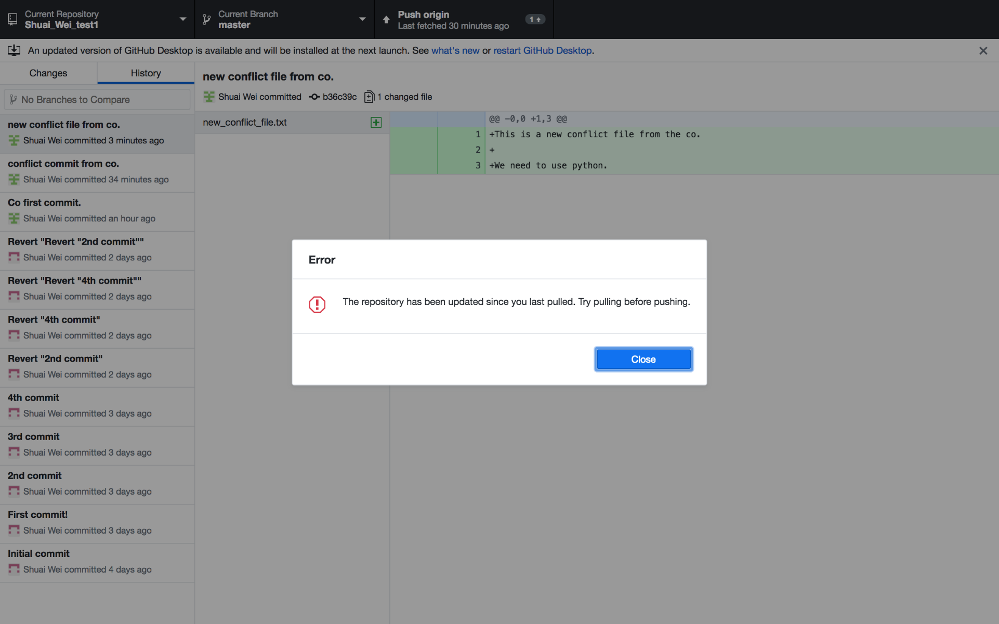 Current Repository
Shuai_Wei_test1
Current Branch
master
Push origin
Last fetched 30 minutes ago
1
An updated version of GitHub Desktop is available and will be installed at the next launch. See what's new or restart GitHub Desktop.
Changes
History
No Branches to Compare
new conflict file from co.
Shuai Wei committed b36c39c 1 changed file
new conflict file from co.
Shuai Wei committed 3 minutes ago
conflict commit from co.
Shuai Wei committed 34 minutes ago
Co first commit.
Shuai Wei committed an hour ago
Revert "Revert "2nd commit""
Shuai Wei committed 2 days ago
Revert "Revert "4th commit""
Shuai Wei committed 2 days ago
Revert "4th commit"
Shuai Wei committed 2 days ago
Revert "2nd commit"
Shuai Wei committed 2 days ago
4th commit
Shuai Wei committed 3 days ago
3rd commit
Shuai Wei committed 3 days ago
2nd commit
Shuai Wei committed 3 days ago
First commit!
Shuai Wei committed 3 days ago
Initial commit
Shuai Wei committed 4 days ago
new_conflict_file.txt
@@ -0,0 +1,3 @@
1 +This is a new conflict file from the co.
2 +
3 +We need to use python.
Error
The repository has been updated since you last pulled. Try pulling before pushing.
Close